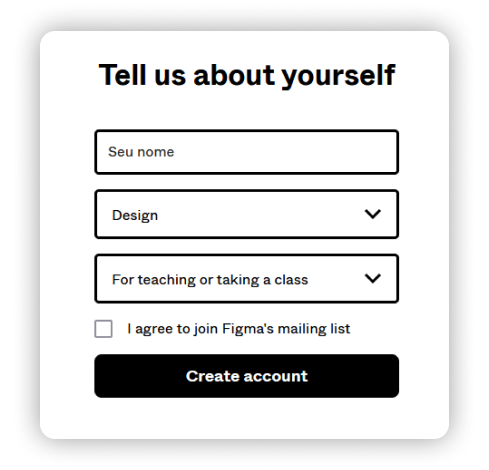 Tell us about yourself
Seu nome
Design
For teaching or taking a class
I agree to join Figma's mailing list
Create account